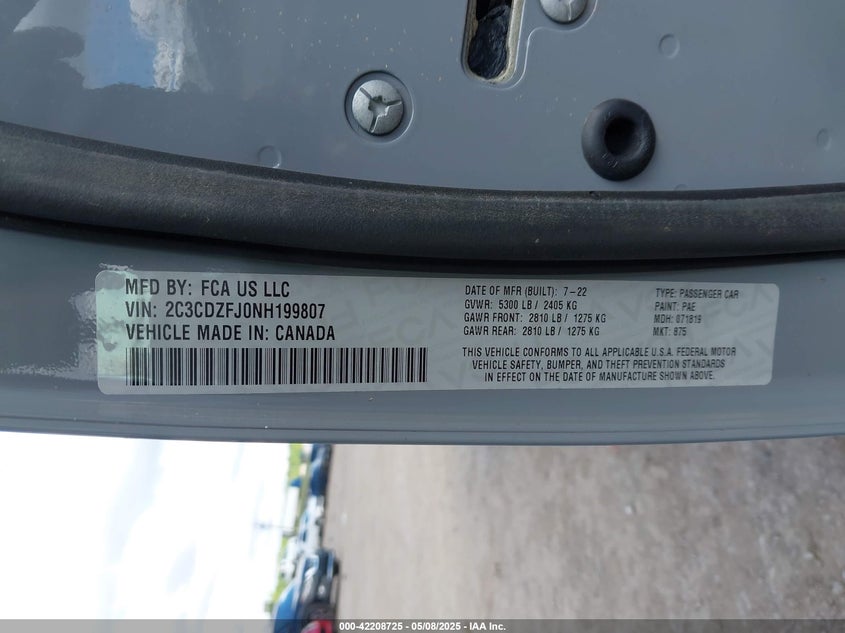 MFD BY: FCA US LLC
VIN: 2C3CDZFJ0NH199807
VEHICLE MADE IN: CANADA
DATE OF MFR (BUILT): 7-22
GVWR: 5300 LB / 2405 KG
GAWR FRONT: 2810 LB / 1275 KG
GAWR REAR: 2810 LB / 1275 KG
TYPE: PASSENGER CAR
PAINT: PAE
MDH: 071819
MKT: 875
THIS VEHICLE CONFORMS TO ALL APPLICABLE U.S.A. FEDERAL MOTOR
VEHICLE SAFETY, BUMPER, AND THEFT PREVENTION STANDARDS
IN EFFECT ON THE DATE OF MANUFACTURE SHOWN ABOVE.
000-42208725 - 05/08/2025 - IAA Inc.